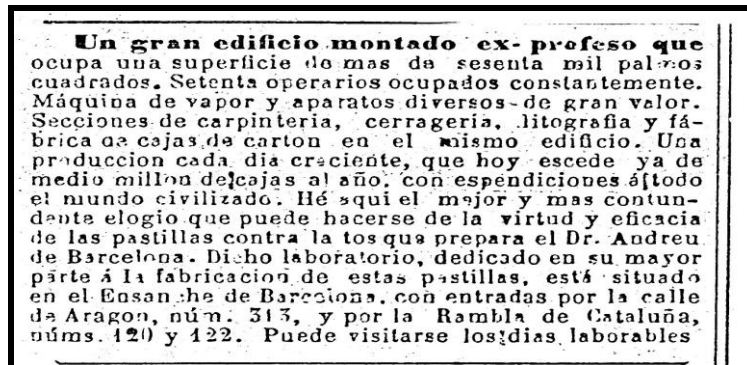 Un gran edificio montado ex-profeso que
ocupa una superficie de mas de sesenta mil palmos
cuadrados. Setenta operarios ocupados constantemente.
Máquina de vapor y aparatos diversos de gran valor.
Secciones de carpinteria, cerrageria, litografia y fá-
brica de cajas de carton en el mismo edificio. Una
produccion cada dia creciente, que hoy escede ya de
medio millon de cajas al año, con espendiciones á todo
el mundo civilizado. Hé aqui el mejor y mas contun-
dente elogio que puede hacerse de la virtud y eficacia
de las pastillas contra la tos que prepara el Dr. Andreu
de Barcelona. Dicho laboratorio, dedicado en su mayor
parte á la fabricacion de estas pastillas, está situado
en el Ensanche de Barcelona, con entradas por la calle
de Aragon, núm. 313, y por la Rambla de Cataluña,
núms. 120 y 122. Puede visitarse los dias laborables